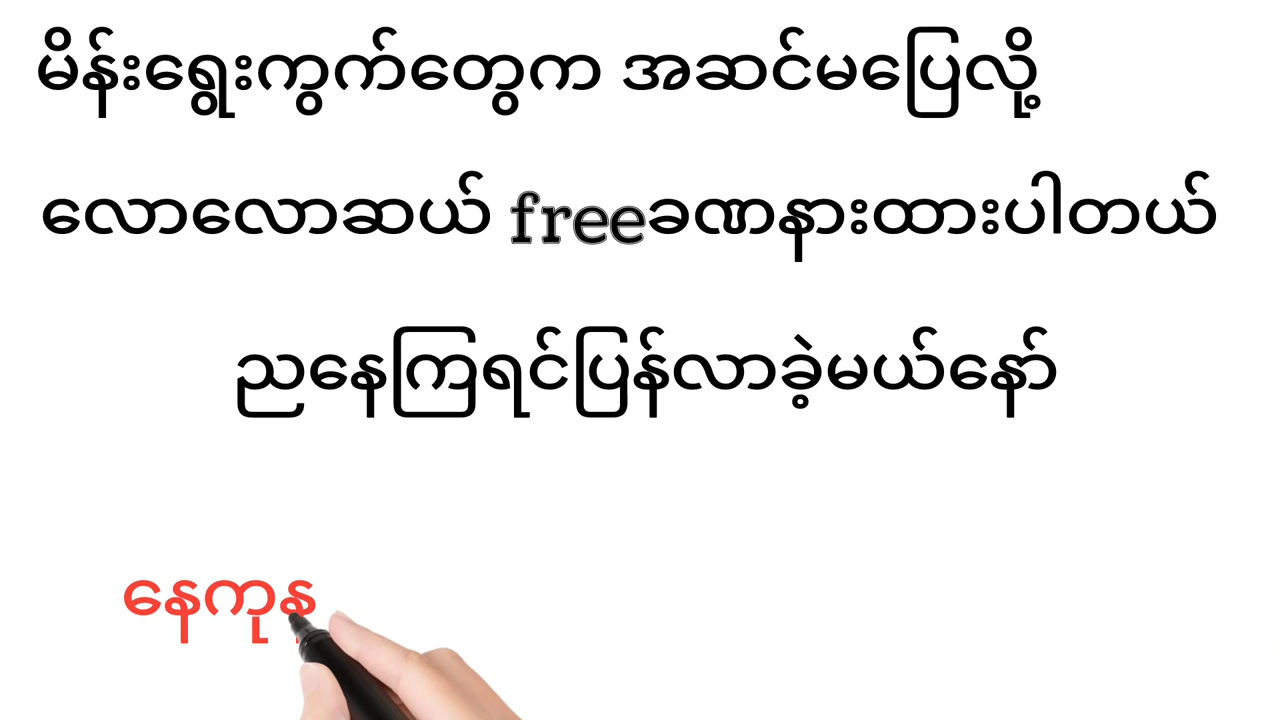 မိန်းရွေးကွက်တွေက အဆင်မပြေလို့
လောလောဆယ် freeခဏနားထားပါတယ်
ညနေကြရင်ပြန်လာခဲ့မယ်နော်
နေကုန